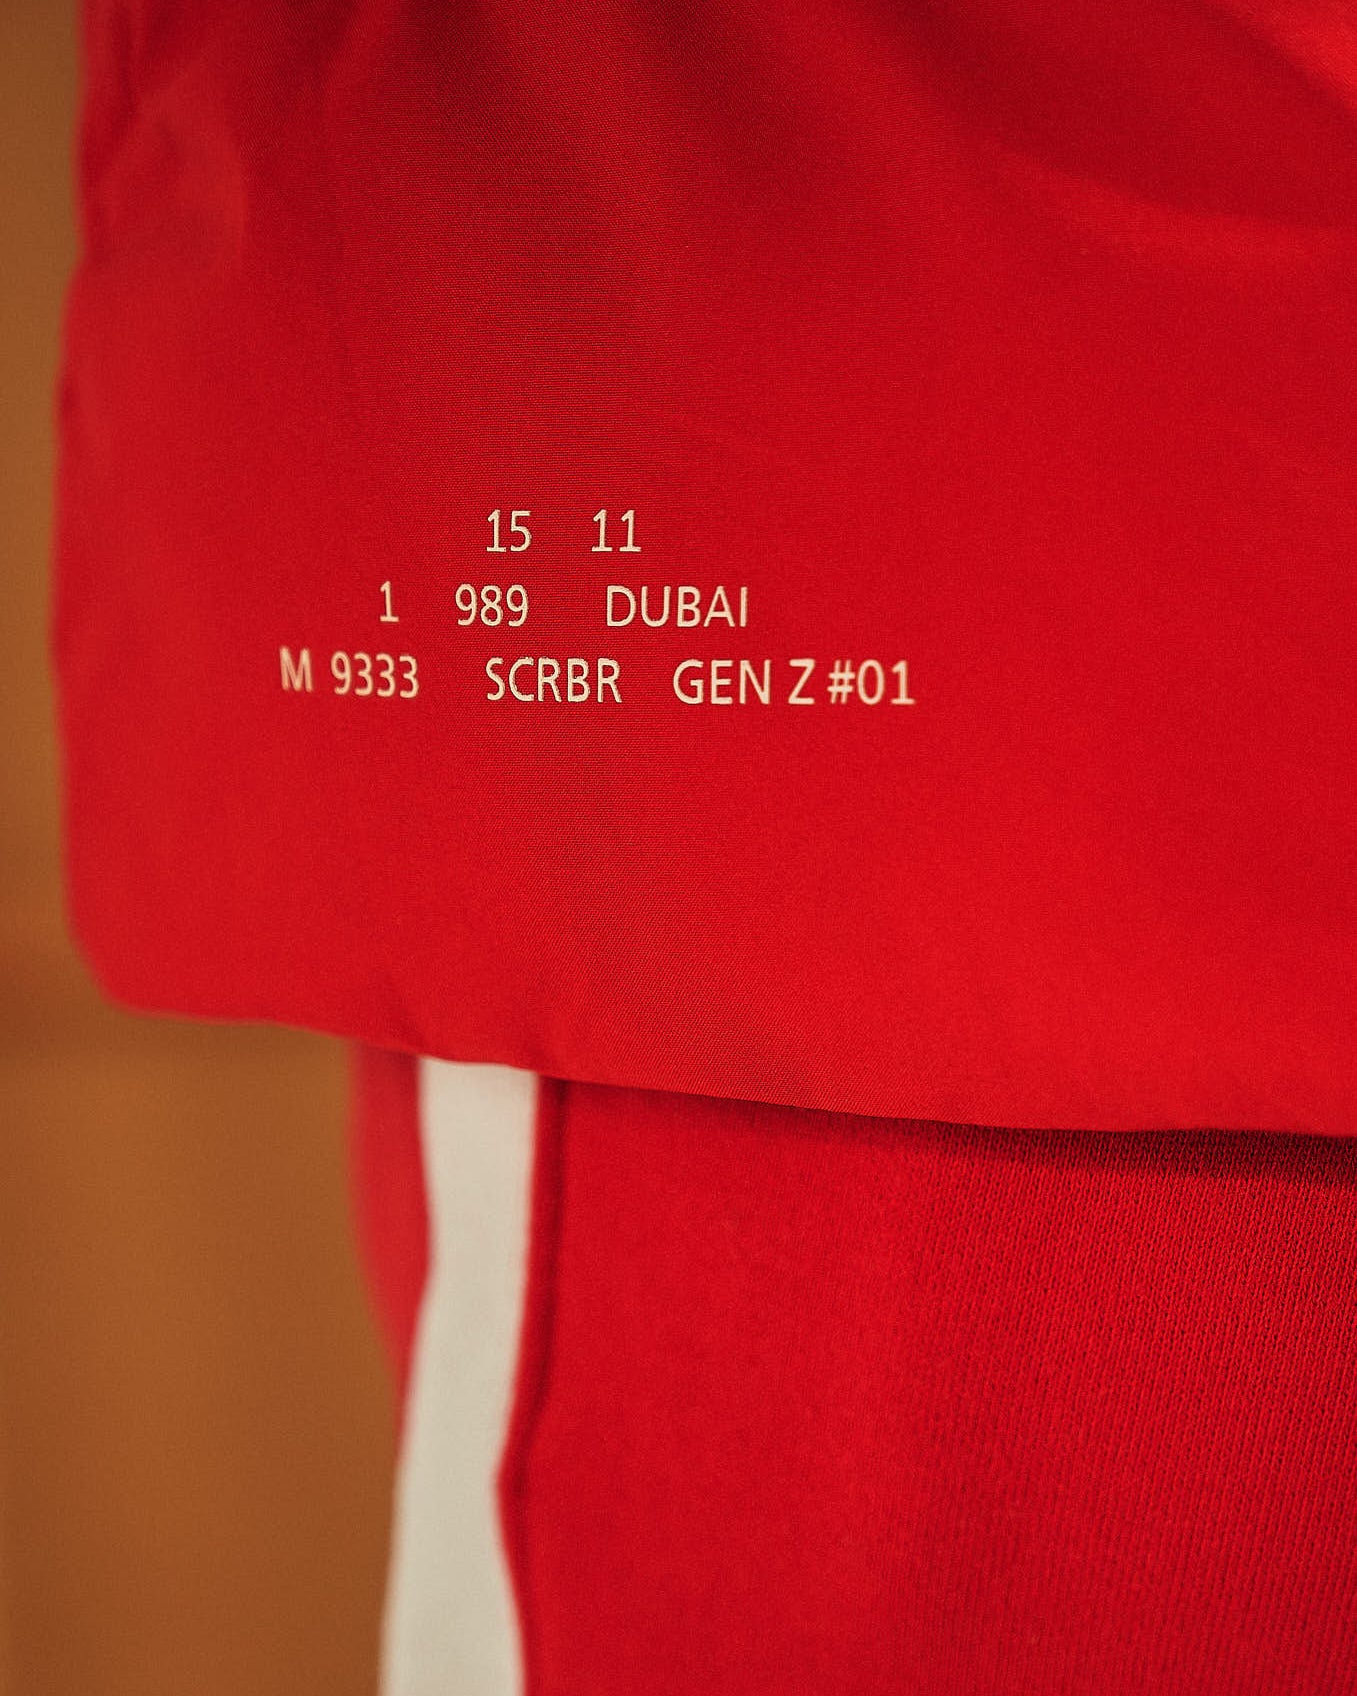 15 11
1 989 DUBAI
M 9333 SCRBR GEN Z #01